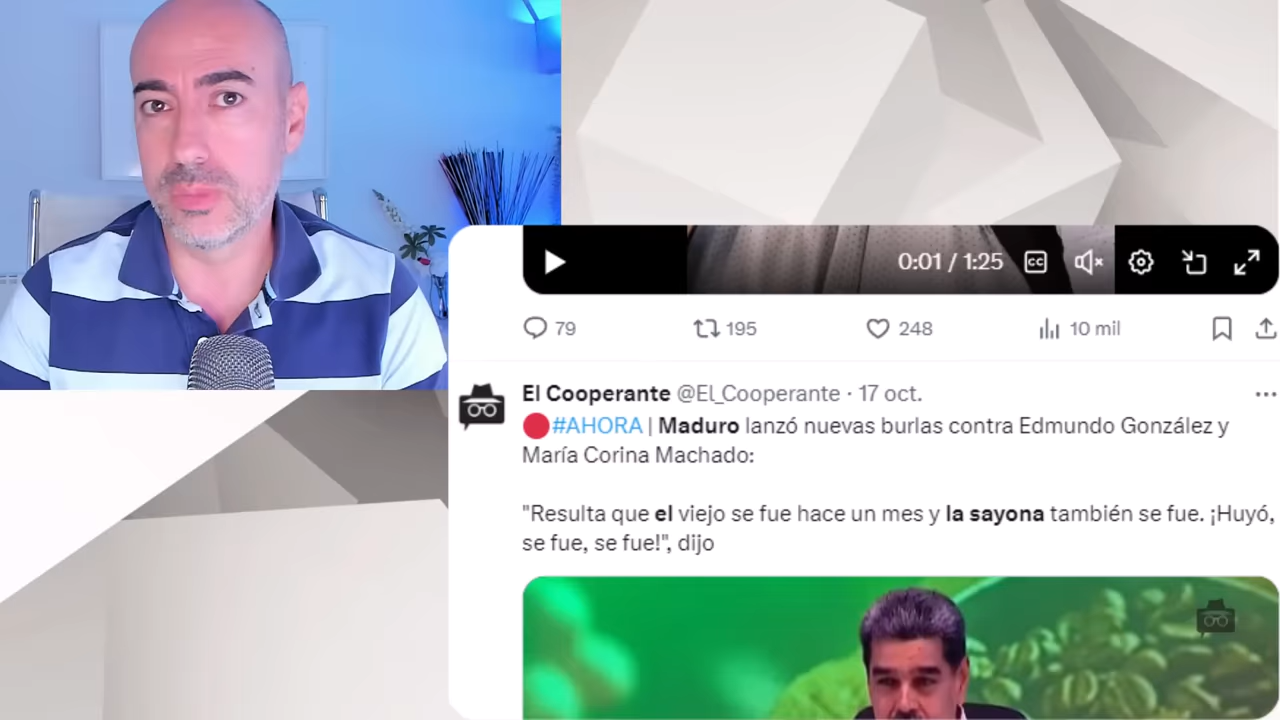 0:01 / 1:25
CC
79
195
248
10 mil
El Cooperante @El_Cooperante · 17 oct.
#AHORA | Maduro lanzó nuevas burlas contra Edmundo González y
María Corina Machado:
"Resulta que el viejo se fue hace un mes y la sayona también se fue. ¡Huyó,
se fue, se fue!", dijo